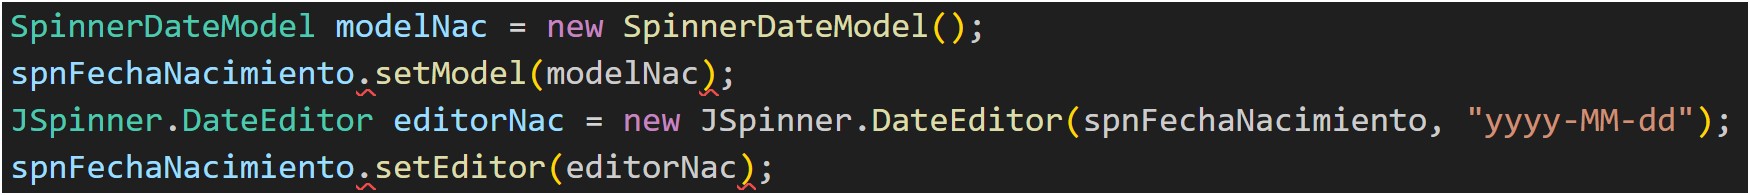 SpinnerDateModel modelNac = new SpinnerDateModel();
spnFechaNacimiento.setModel(modelNac);
JSpinner.DateEditor editorNac = new JSpinner.DateEditor(spnFechaNacimiento, "yyyy-MM-dd");
spnFechaNacimiento.setEditor(editorNac);